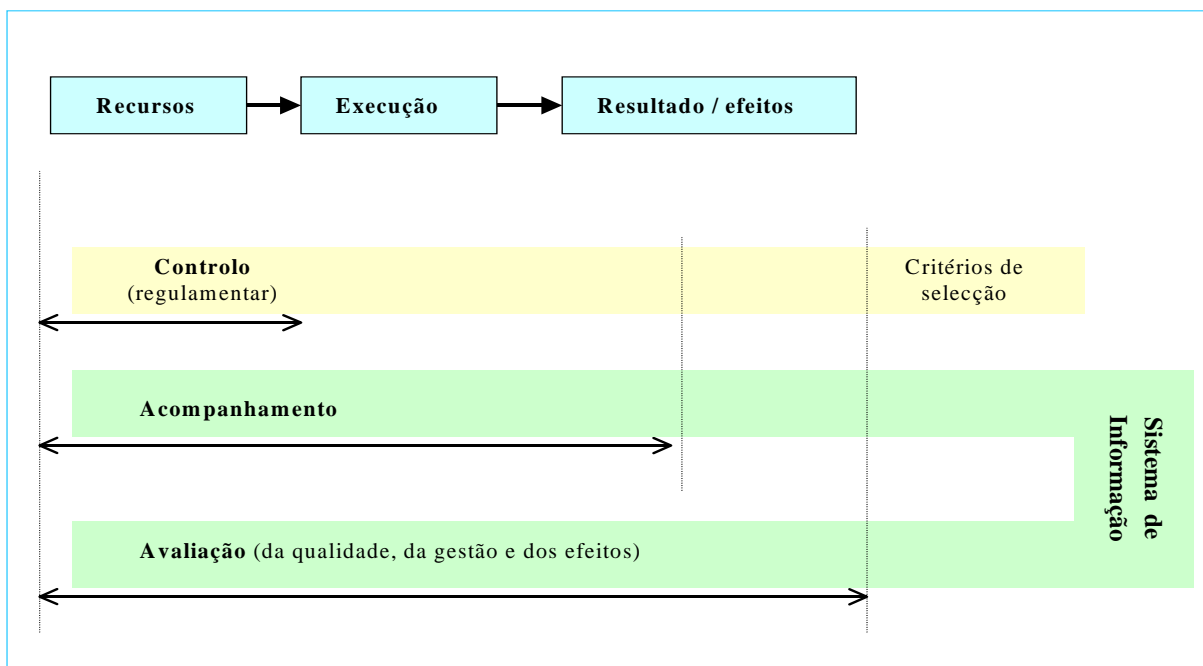 Recursos
Execução
Resultado / efeitos
Controlo
(regulamentar)
Critérios de
selecção
Acompanhamento
Sistema de
Informação
Avaliação (da qualidade, da gestão e dos efeitos)